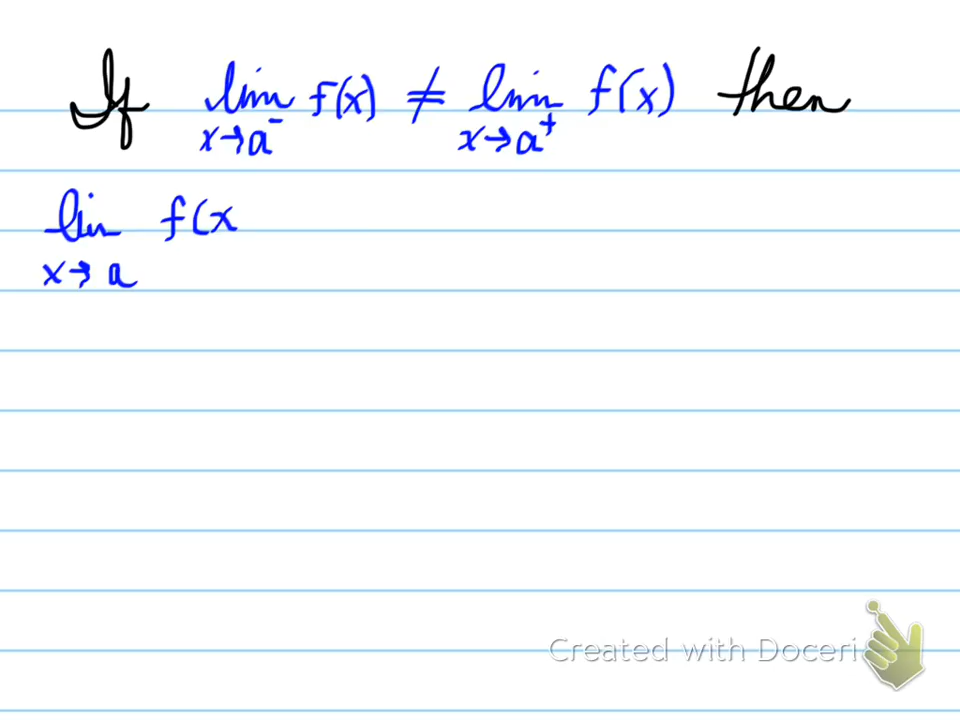 If lim f(x) ≠ lim f(x) then
x→a⁻ x→a⁺
lim f(x
x→a
Created with Doceri